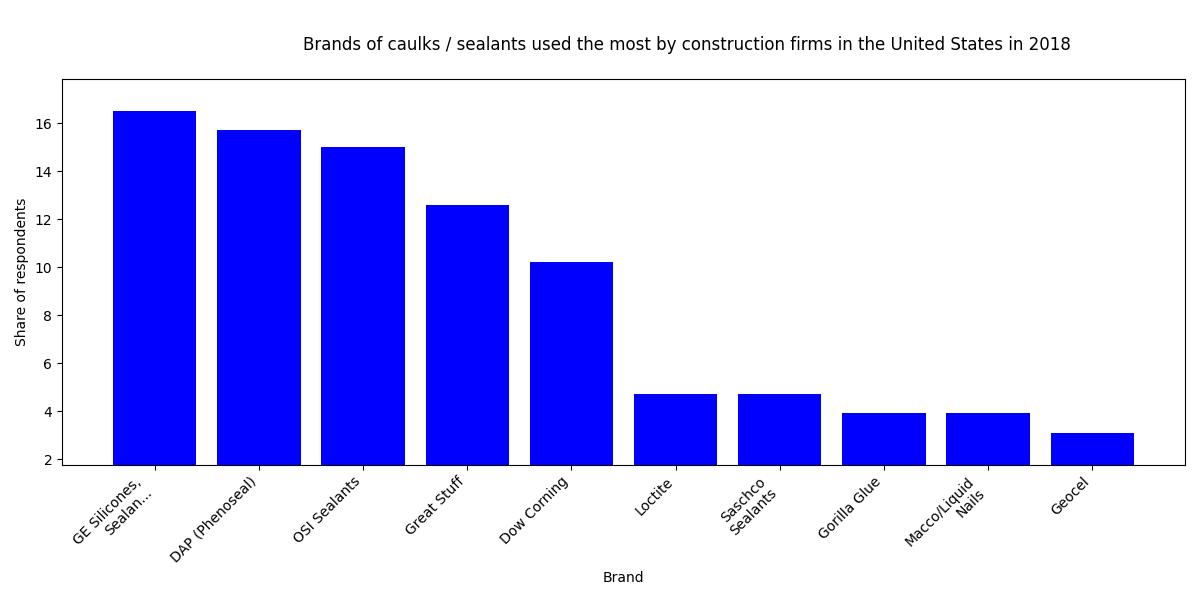 Brands of caulks / sealants used the most by construction firms in the United States in 2018
Share of respondents
16
14
12
10
8
6
4
2
GE Silicones,
Sealan...
DAP (Phenoseal)
OSI Sealants
Great Stuff
Dow Corning
Loctite
Saschco
Sealants
Gorilla Glue
Macco/Liquid
Nails
Geocel
Brand